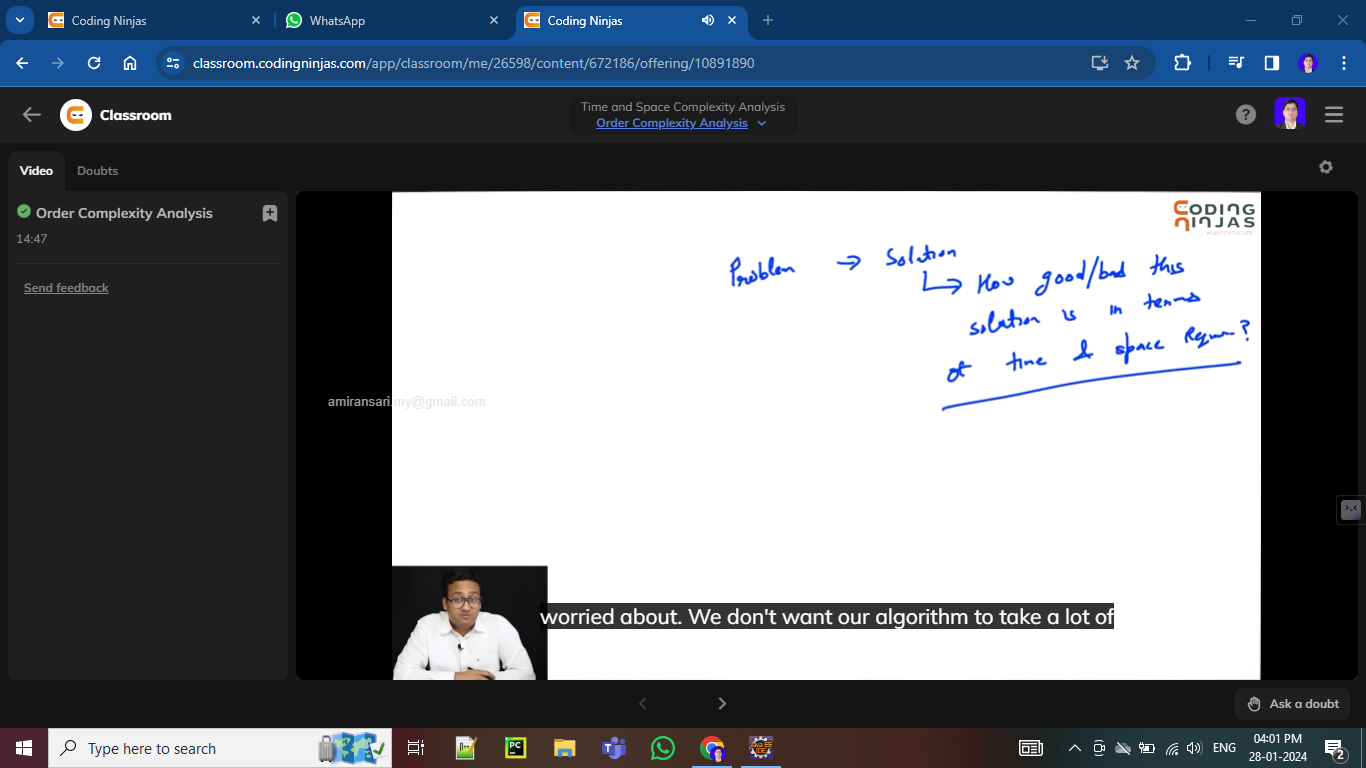 Coding Ninjas
WhatsApp
Coding Ninjas
classroom.codingninjas.com/app/classroom/me/26598/content/672186/offering/10891890
Classroom
Time and Space Complexity Analysis
Order Complexity Analysis
Video
Doubts
Order Complexity Analysis
14:47
Send feedback
CODING
NINJAS
#SWITCHTOCODE
Problem → Solution
How good/bad this
solution is in terms
of time & space Requm?
amiransari.my@gmail.com
worried about. We don't want our algorithm to take a lot of
Ask a doubt
Type here to search
PC
ENG
04:01 PM
28-01-2024
2